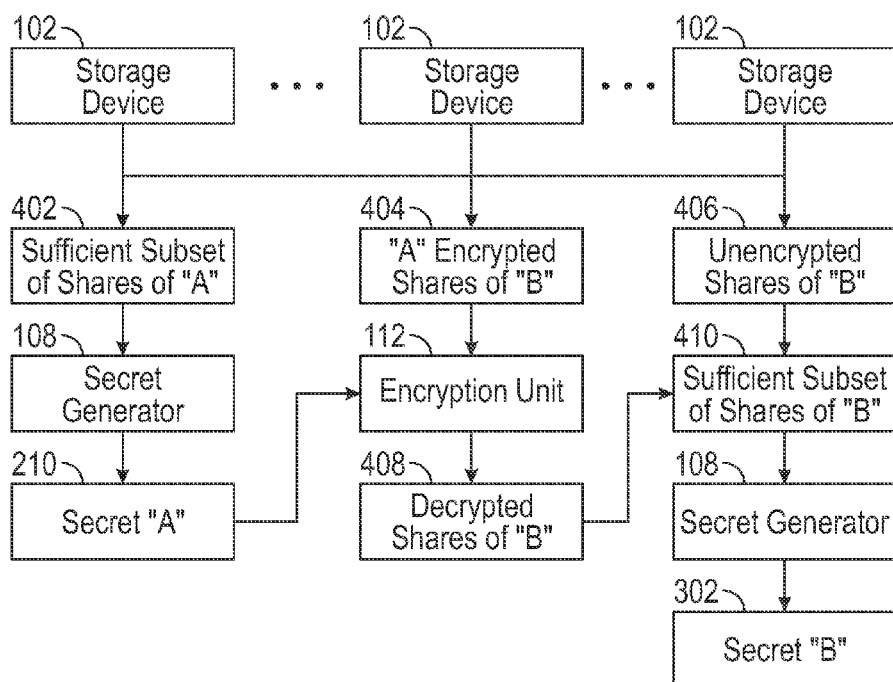 102
102
102
Storage
Device
• • •
Storage
Device
• • •
Storage
Device
402
404
406
Sufficient Subset
of Shares of "A"
"A" Encrypted
Shares of "B"
Unencrypted
Shares of "B"
108
112
410
Secret
Generator
Encryption Unit
Sufficient Subset
of Shares of "B"
210
408
108
Secret "A"
Decrypted
Shares of "B"
Secret Generator
302
Secret "B"